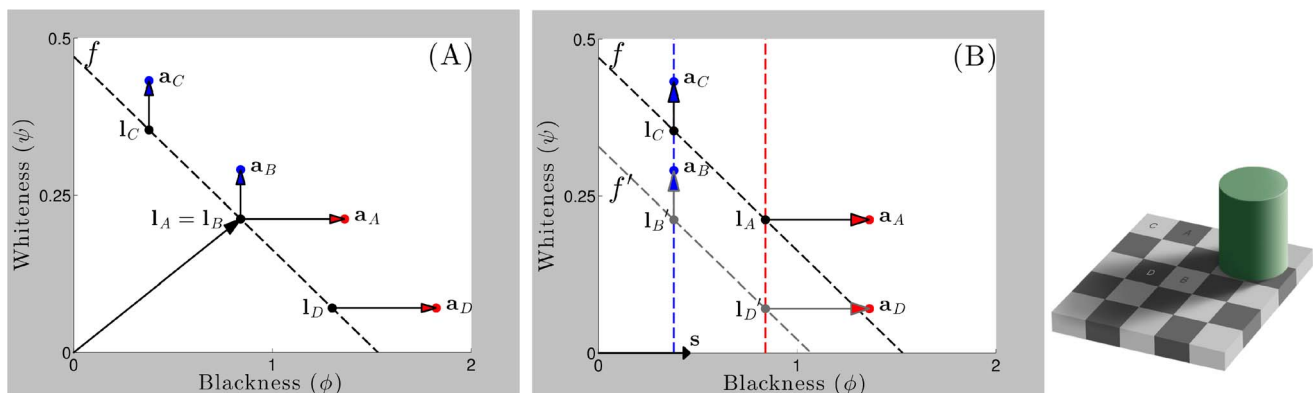 (A)
0.5
f
a_C
l_C
Whiteness (ψ)
0.25
a_B
l_A = l_B
a_A
l_D
a_D
0
0
1
2
Blackness (ϕ)
(B)
0.5
f
a_C
l_C
Whiteness (ψ)
0.25
f'
a_B
l_B'
l_A
a_A
l_D'
a_D
s
0
0
1
2
Blackness (ϕ)
C
A
D
B